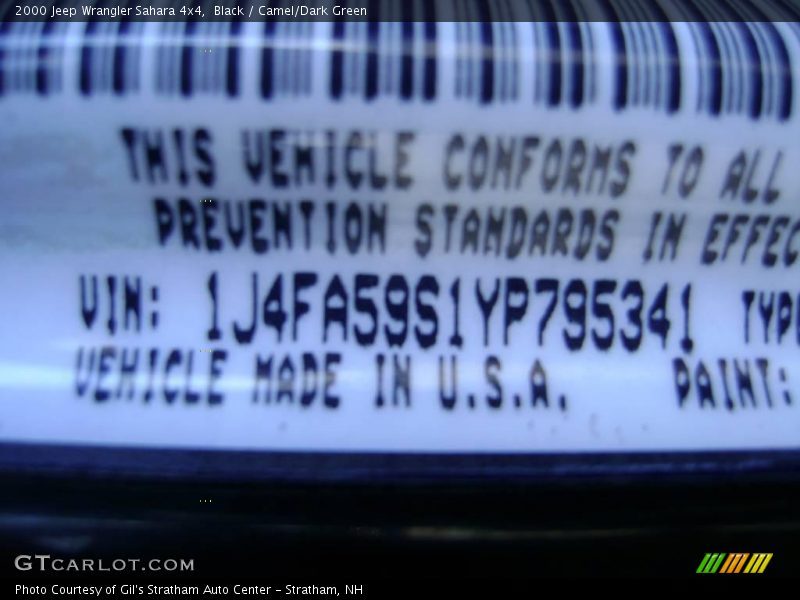 2000 Jeep Wrangler Sahara 4x4, Black / Camel/Dark Green
THIS VEHICLE CONFORMS TO ALL
PREVENTION STANDARDS IN EFFEC
VIN: 1J4FA59S1YP795341 TYPE
VEHICLE MADE IN U.S.A. PAINT:
GTCARLOT.COM
Photo Courtesy of Gil's Stratham Auto Center - Stratham, NH